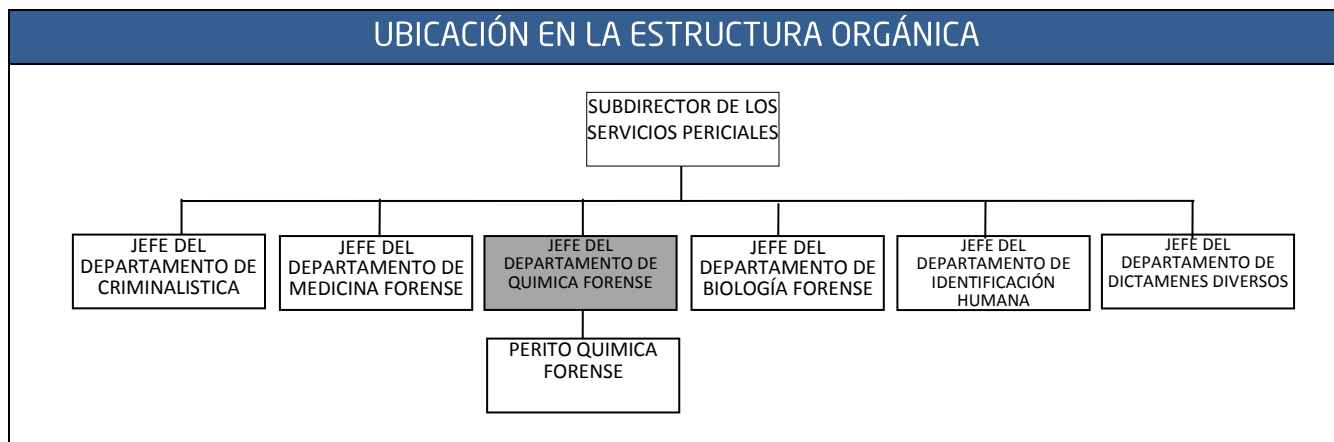 UBICACIÓN EN LA ESTRUCTURA ORGÁNICA
SUBDIRECTOR DE LOS
SERVICIOS PERICIALES
JEFE DEL
DEPARTAMENTO DE
CRIMINALISTICA
JEFE DEL
DEPARTAMENTO DE
MEDICINA FORENSE
JEFE DEL
DEPARTAMENTO DE
QUIMICA FORENSE
JEFE DEL
DEPARTAMENTO DE
BIOLOGÍA FORENSE
JEFE DEL
DEPARTAMENTO DE
IDENTIFICACIÓN
HUMANA
JEFE DEL
DEPARTAMENTO DE
DICTAMENES DIVERSOS
PERITO QUIMICA
FORENSE